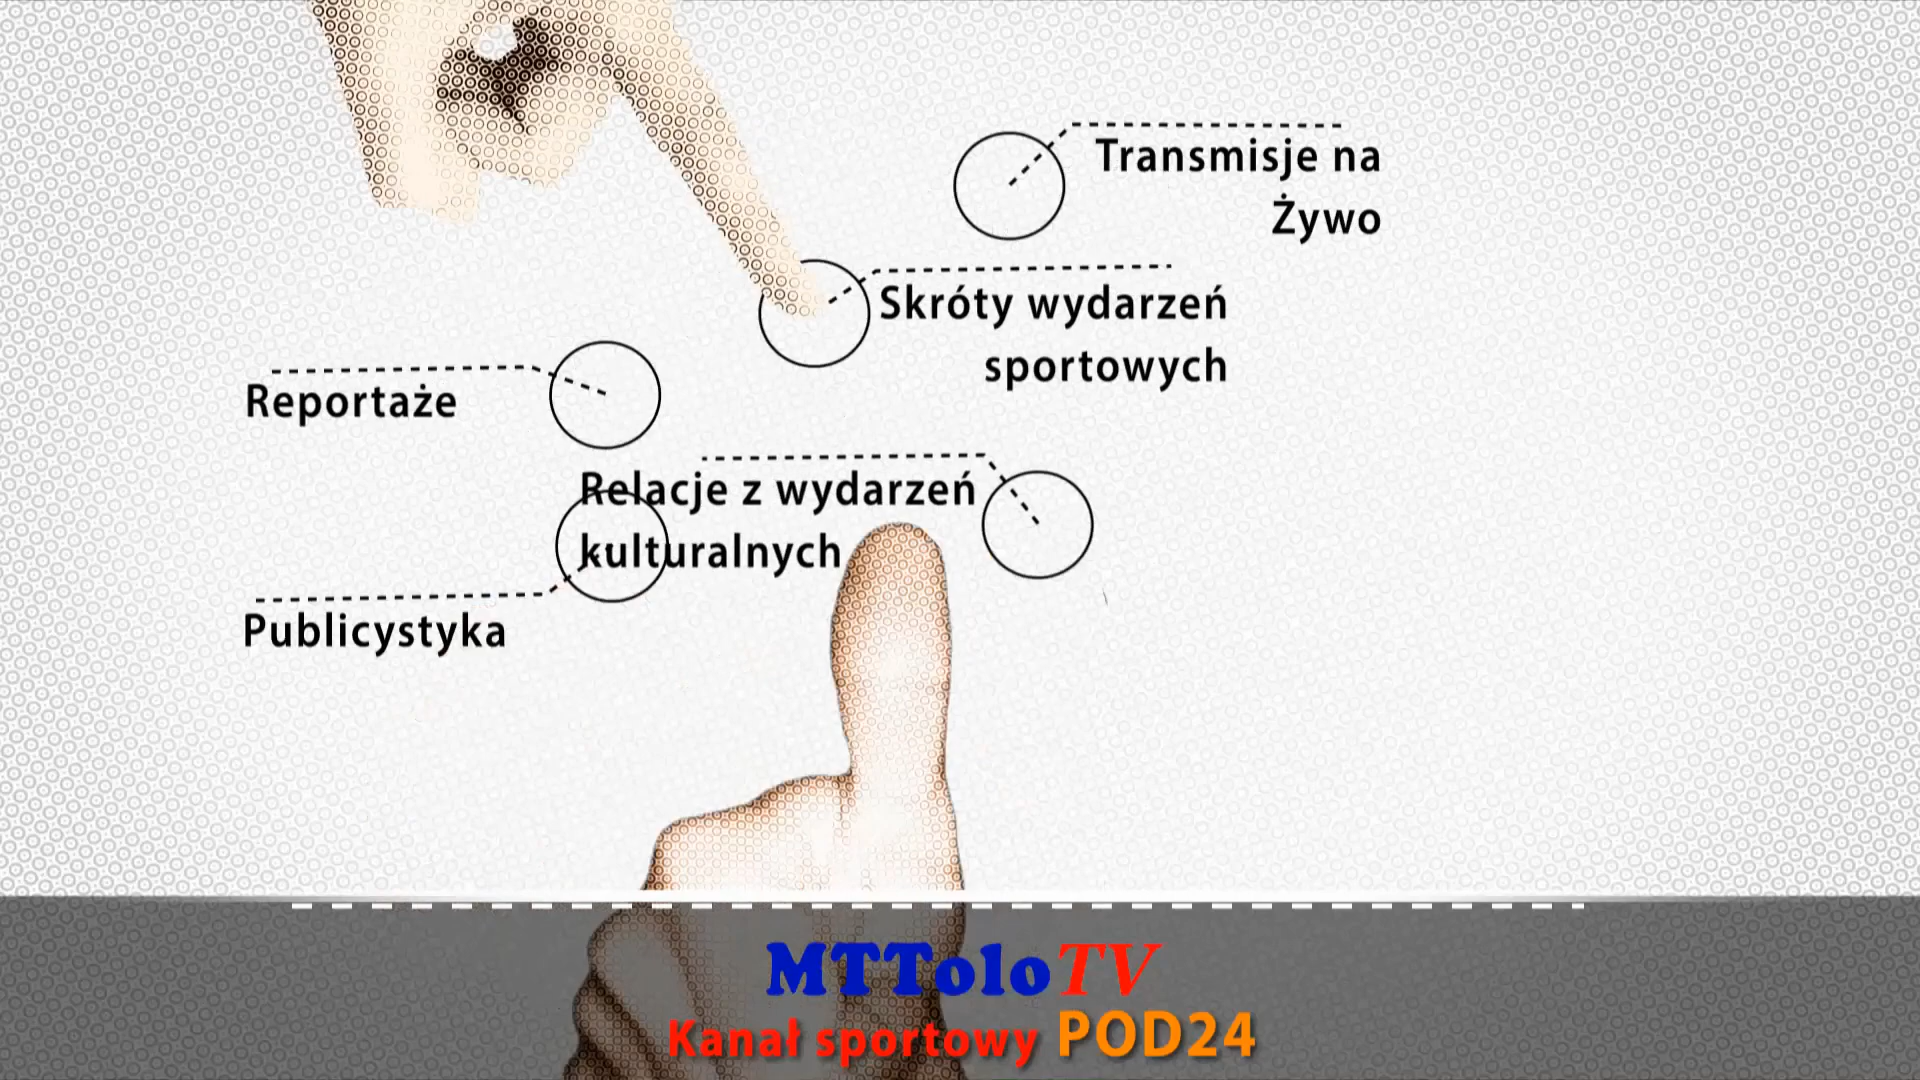 Transmisje na
Żywo
Skróty wydarzeń
sportowych
Reportaże
Relacje z wydarzeń
kulturalnych
Publicystyka
MTToloTV
Kanał sportowy POD24